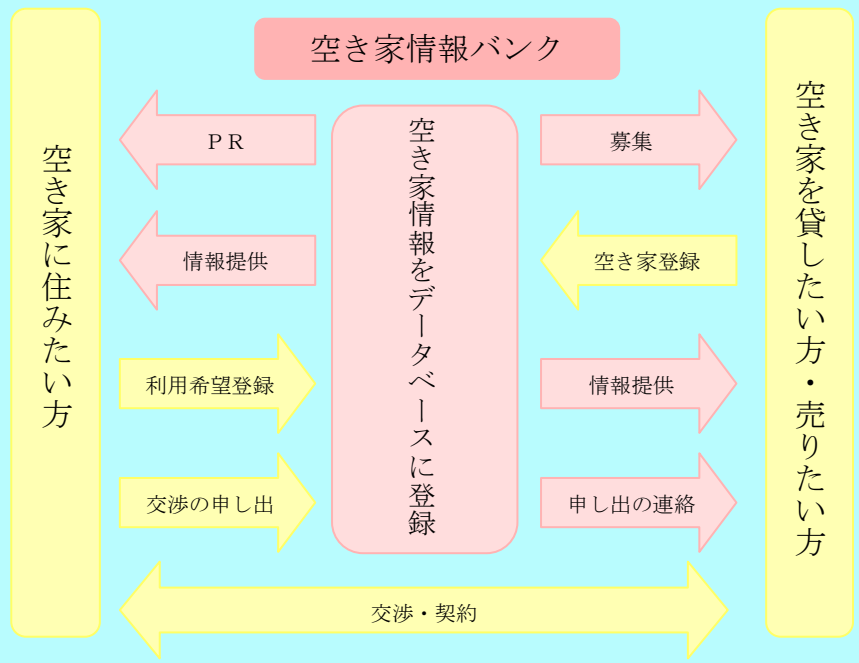 空き家情報バンク
空き家に住みたい方
ＰＲ
情報提供
利用希望登録
交渉の申し出
空き家情報をデータベースに登録
募集
空き家登録
情報提供
申し出の連絡
空き家を貸したい方・売りたい方
交渉・契約